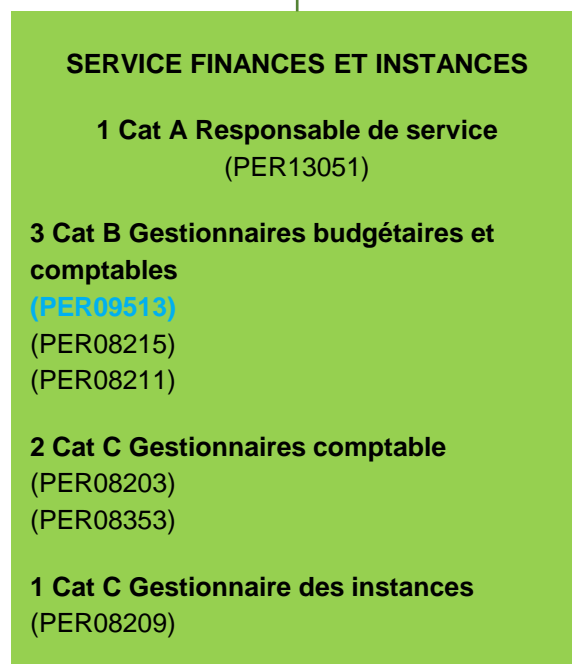 SERVICE FINANCES ET INSTANCES
1 Cat A Responsable de service
(PER13051)
3 Cat B Gestionnaires budgétaires et
comptables
(PER09513)
(PER08215)
(PER08211)
2 Cat C Gestionnaires comptable
(PER08203)
(PER08353)
1 Cat C Gestionnaire des instances
(PER08209)